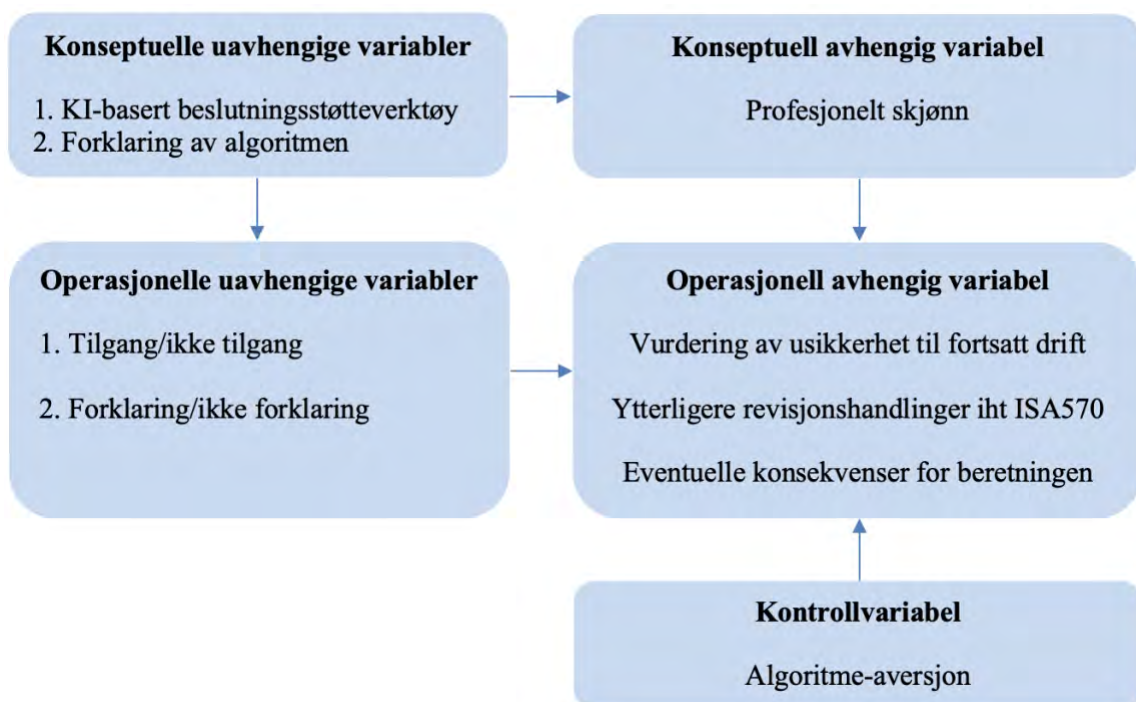 Konseptuelle uavhengige variabler
1. KI-basert beslutningsstøtteverktøy
2. Forklaring av algoritmen
Konseptuell avhengig variabel
Profesjonelt skjønn
Operasjonelle uavhengige variabler
1. Tilgang/ikke tilgang
2. Forklaring/ikke forklaring
Operasjonell avhengig variabel
Vurdering av usikkerhet til fortsatt drift
Ytterligere revisjonshandlinger iht ISA570
Eventuelle konsekvenser for beretningen
Kontrollvariabel
Algoritme-aversjon